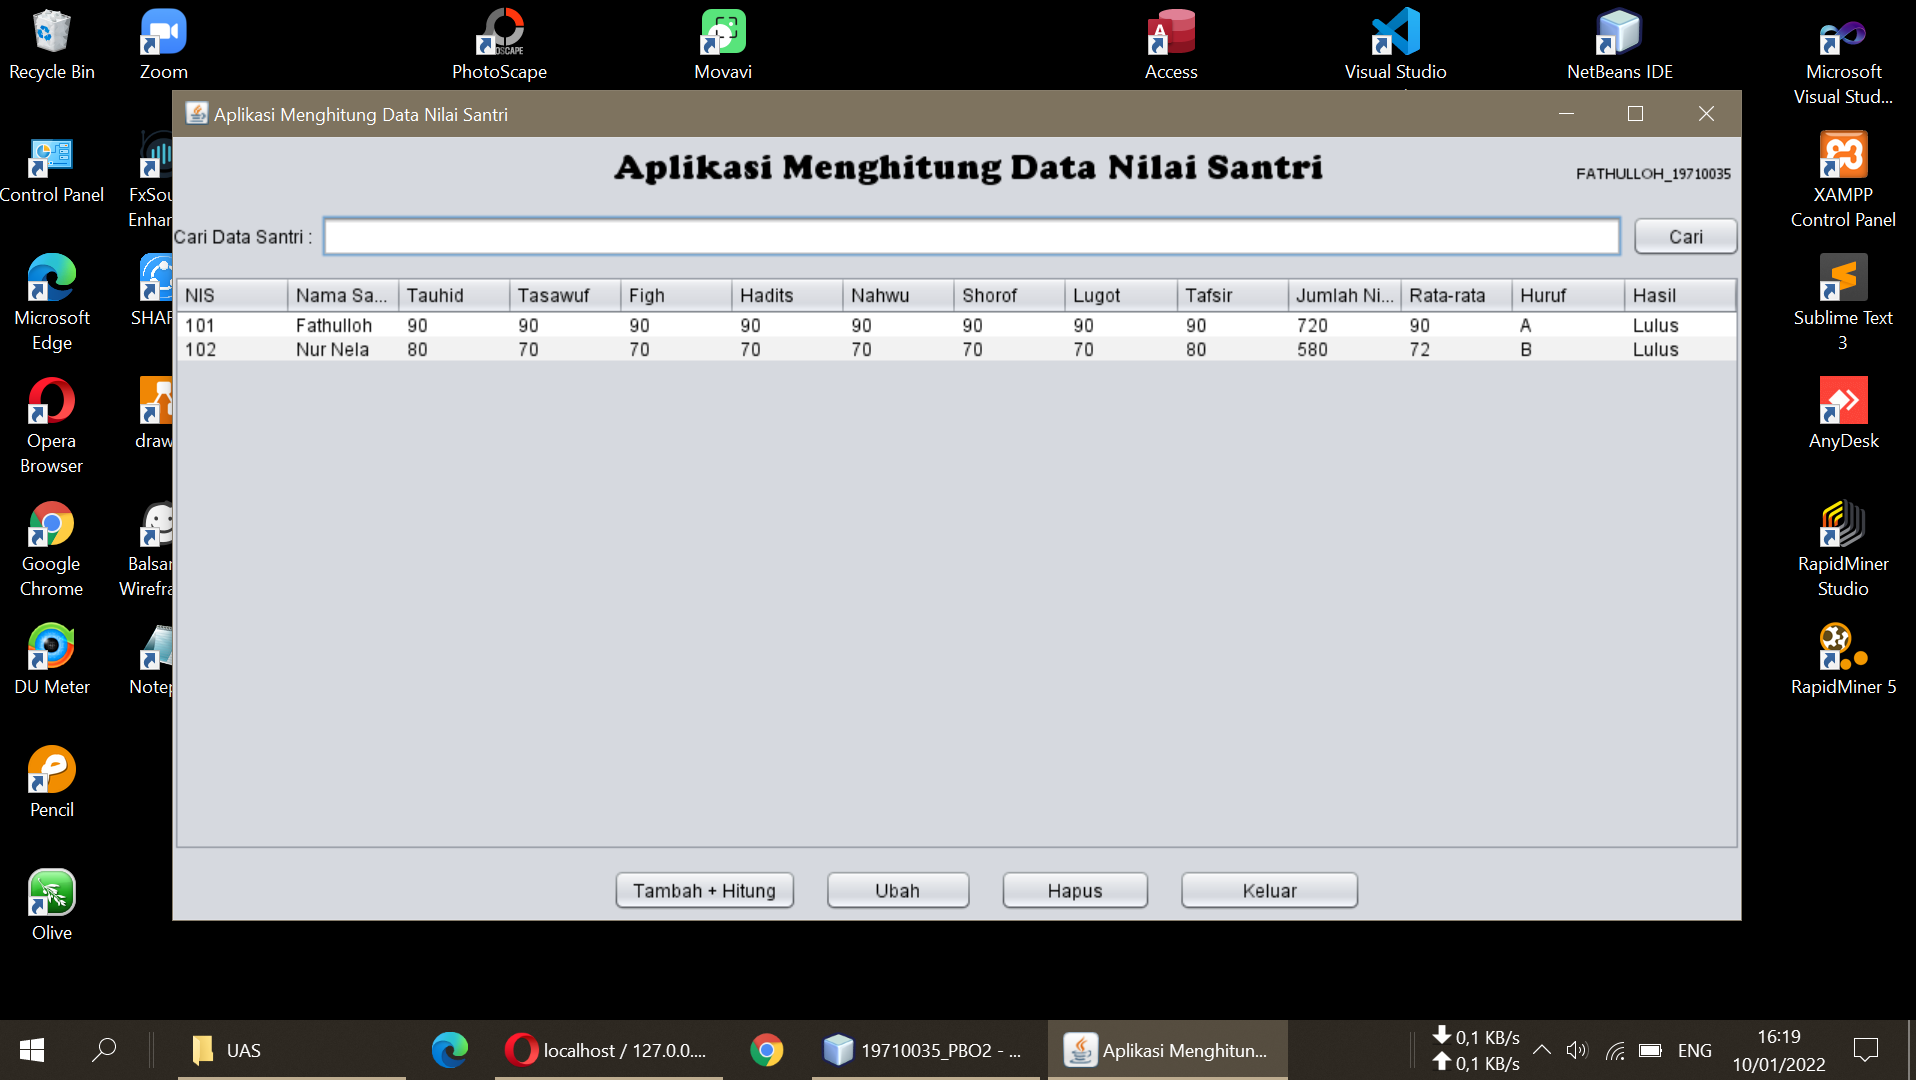 Recycle Bin
Zoom
PhotoScape
Movavi
Access
Visual Studio
NetBeans IDE
Microsoft
Visual Stud...
Control Panel
FxSou
Enhan
XAMPP
Control Panel
Microsoft
Edge
SHAR
Sublime Text
3
Opera
Browser
draw
AnyDesk
Google
Chrome
Balsar
Wirefra
RapidMiner
Studio
DU Meter
Notep
RapidMiner 5
Pencil
Olive
Aplikasi Menghitung Data Nilai Santri
Aplikasi Menghitung Data Nilai Santri
FATHULLOH_19710035
Cari Data Santri :
Cari
NIS Nama Sa... Tauhid Tasawuf Figh Hadits Nahwu Shorof Lugot Tafsir Jumlah Ni... Rata-rata Huruf Hasil
101 Fathulloh 90 90 90 90 90 90 90 90 720 90 A Lulus
102 Nur Nela 80 70 70 70 70 70 70 80 580 72 B Lulus
Tambah + Hitung
Ubah
Hapus
Keluar
UAS
localhost / 127.0.0....
19710035_PBO2 - ...
Aplikasi Menghitun...
0,1 KB/s
0,1 KB/s
ENG
16:19
10/01/2022